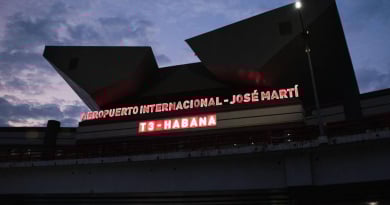 AEROPUERTO INTERNACIONAL - JOSÉ MARTÍ
T3 - HABANA